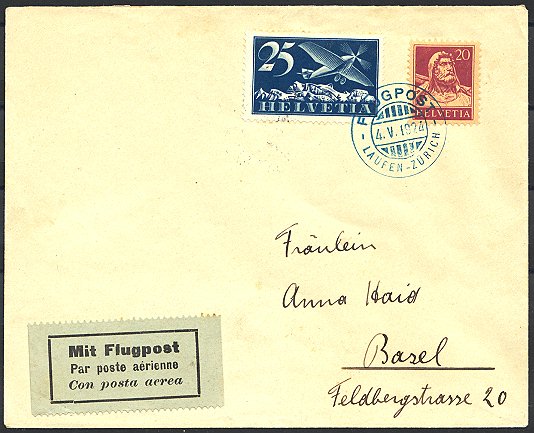 25
HELVETIA
20
HELVETIA
FLUGPOST
4.V.1924
LAUFEN-ZÜRICH
Fräulein
Anna Haid
Basel
Feldbergstrasse 20
Mit Flugpost
Par poste aérienne
Con posta aerea